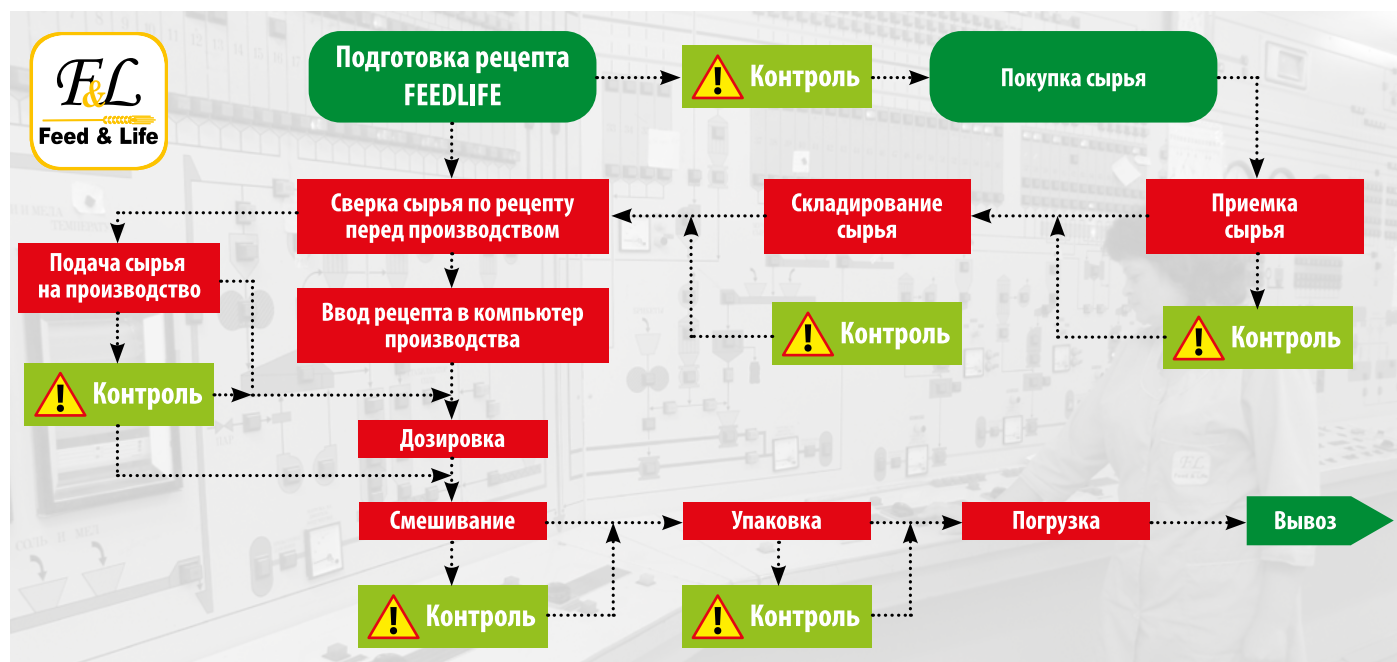 F&L
Feed & Life
Подготовка рецепта
FEEDLIFE
Контроль
Покупка сырья
Сверка сырья по рецепту
перед производством
Складирование
сырья
Приемка
сырья
Подача сырья
на производство
Ввод рецепта в компьютер
производства
Контроль
Контроль
Контроль
Дозировка
Смешивание
Упаковка
Погрузка
Вывоз
Контроль
Контроль